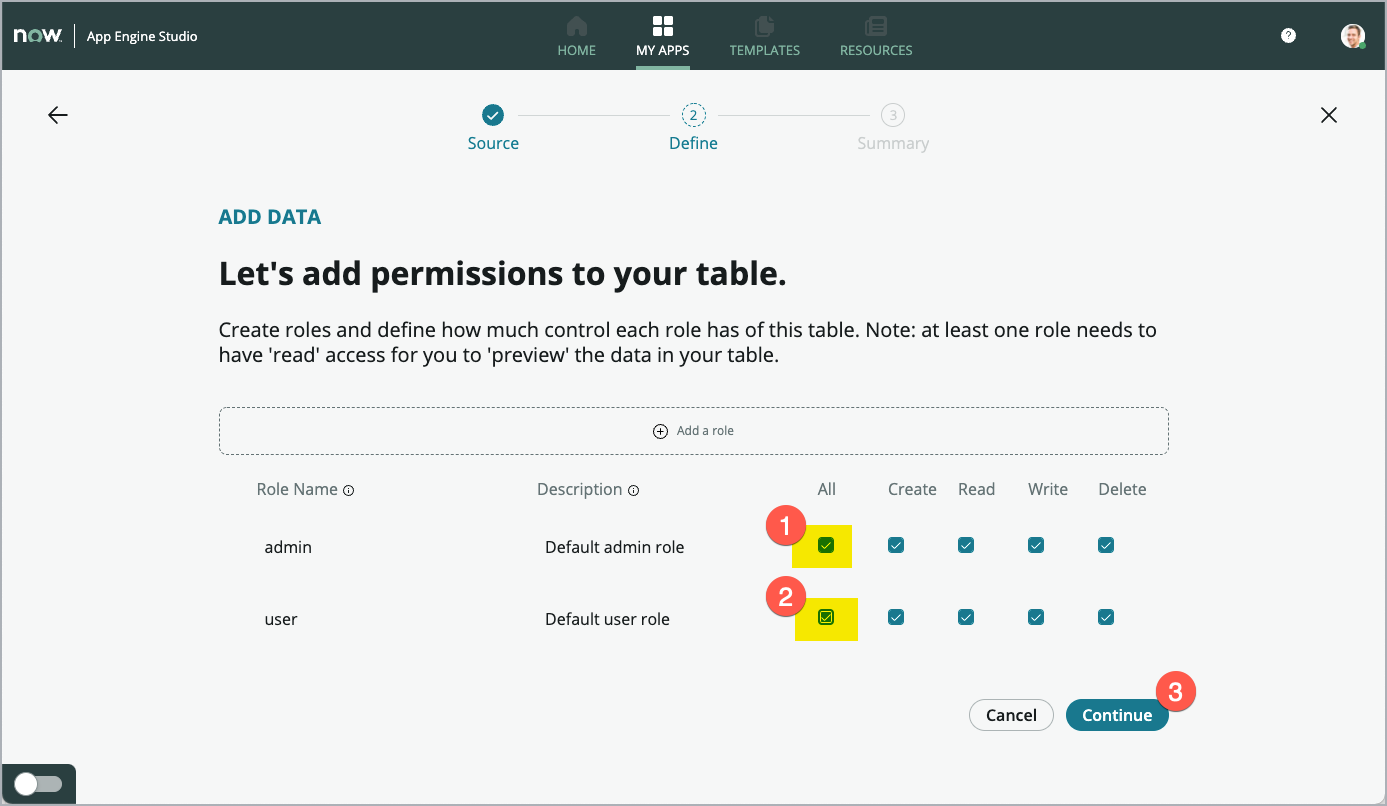 now. App Engine Studio
HOME
MY APPS
TEMPLATES
RESOURCES
?
2
3
Source
Define
Summary
ADD DATA
Let's add permissions to your table.
Create roles and define how much control each role has of this table. Note: at least one role needs to
have 'read' access for you to 'preview' the data in your table.
Add a role
Role Name Description All Create Read Write Delete
1
admin Default admin role
2
user Default user role
3
Cancel Continue